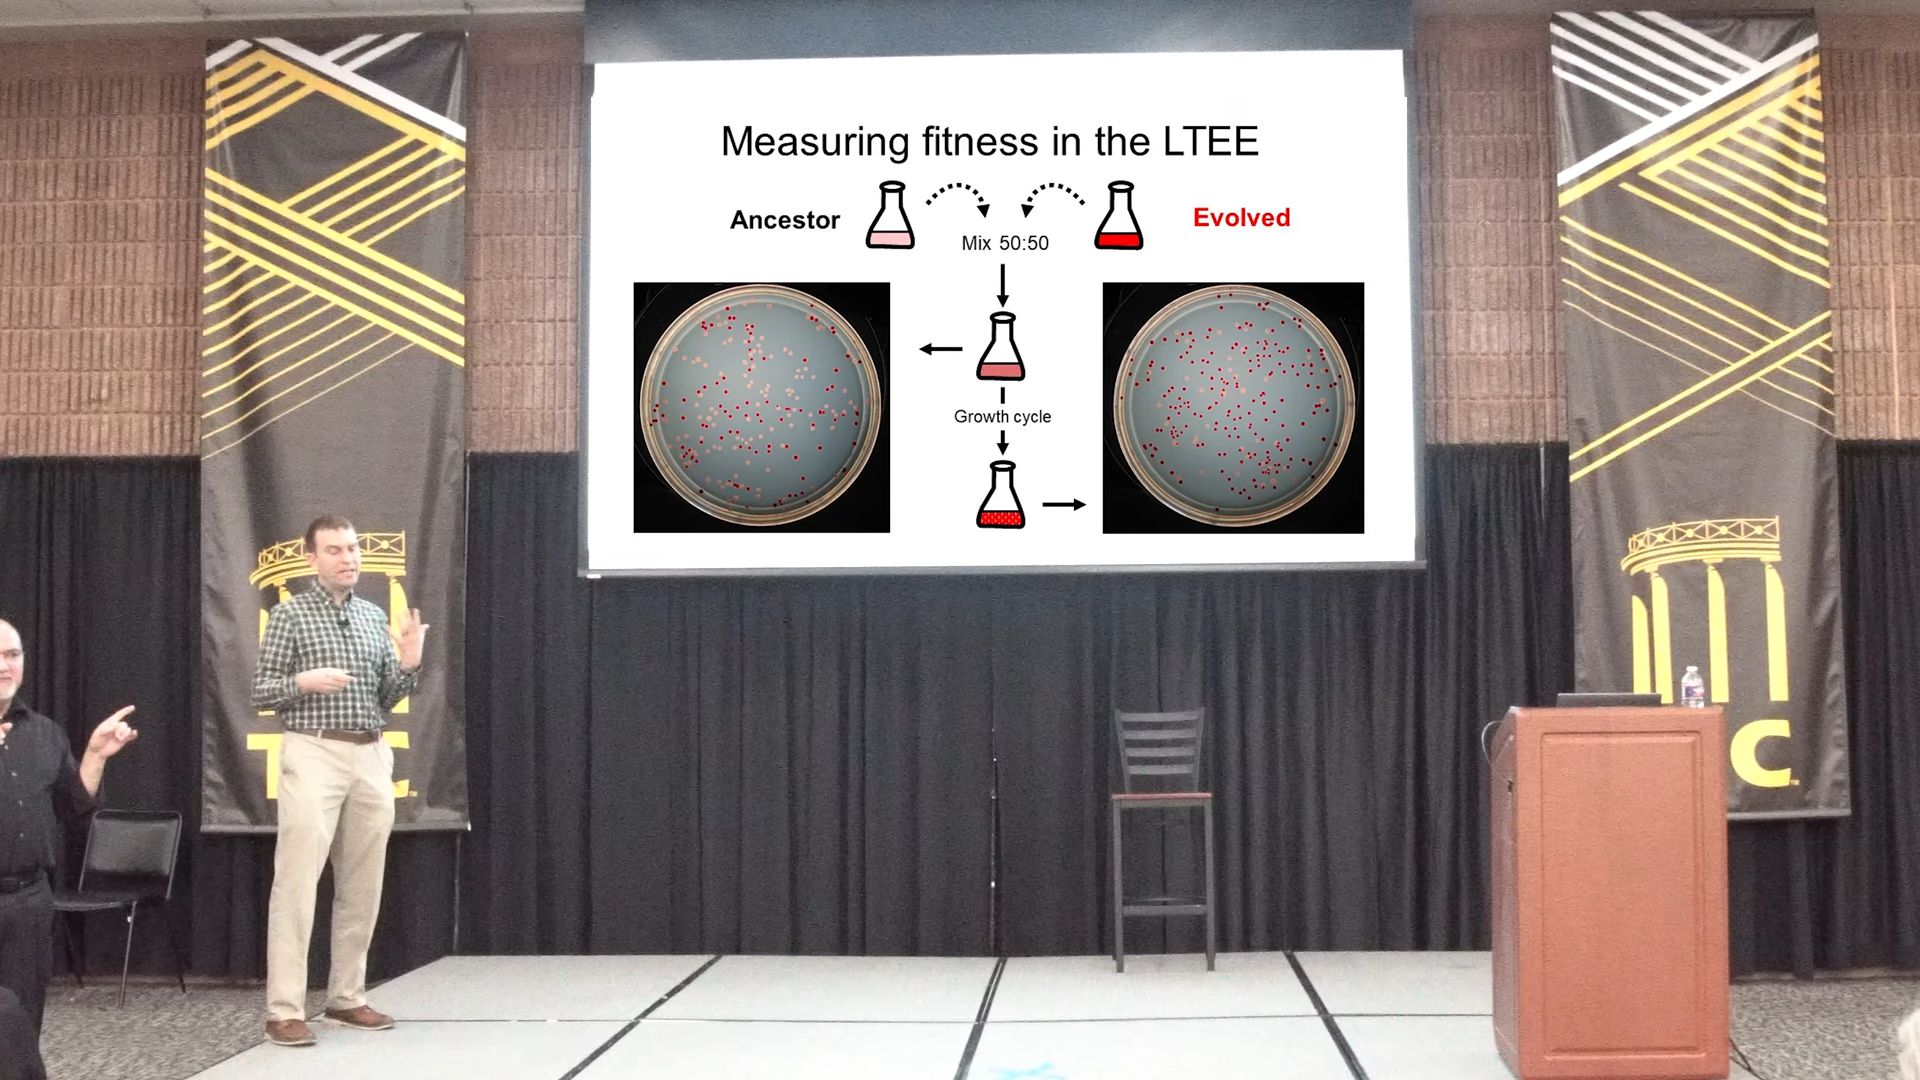 Measuring fitness in the LTEE
Ancestor
Evolved
Mix 50:50
Growth cycle
T C
C